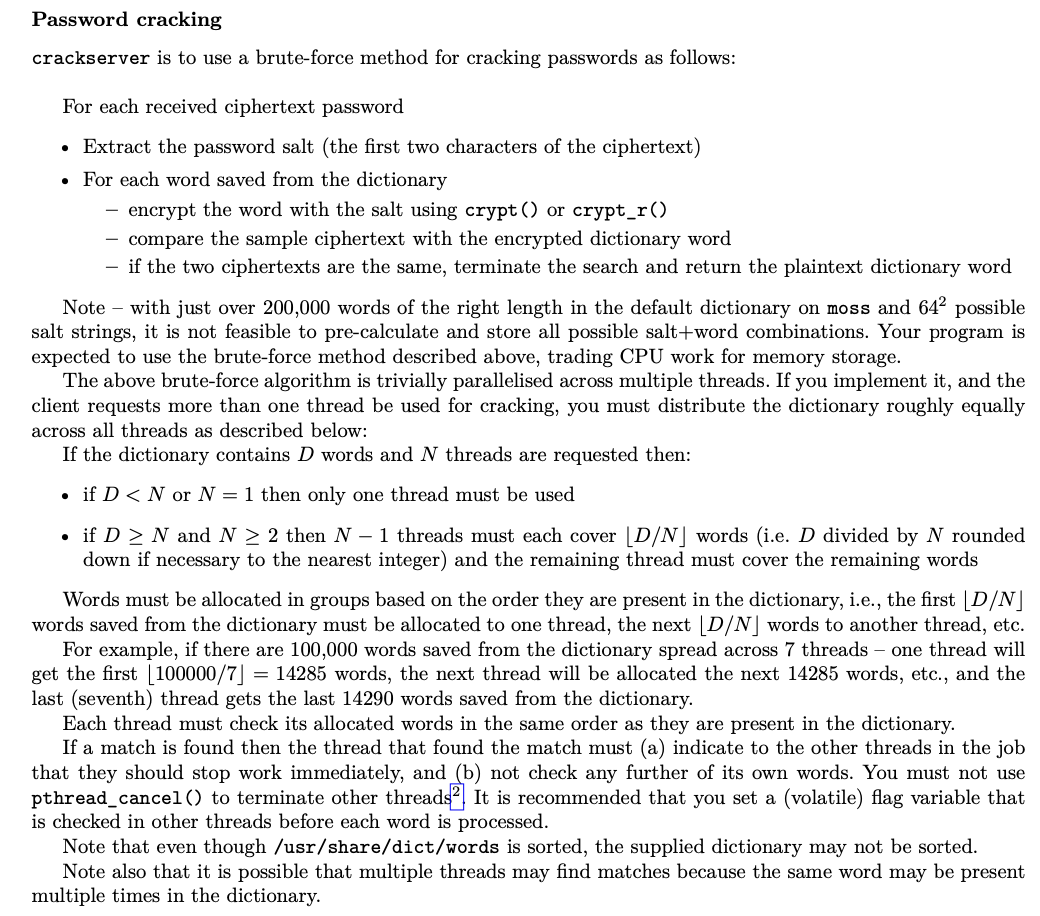 Password cracking
crackserver is to use a brute-force method for cracking passwords as follows:
For each received ciphertext password
• Extract the password salt (the first two characters of the ciphertext)
• For each word saved from the dictionary
– encrypt the word with the salt using crypt() or crypt_r()
– compare the sample ciphertext with the encrypted dictionary word
– if the two ciphertexts are the same, terminate the search and return the plaintext dictionary word
Note – with just over 200,000 words of the right length in the default dictionary on moss and 64² possible
salt strings, it is not feasible to pre-calculate and store all possible salt+word combinations. Your program is
expected to use the brute-force method described above, trading CPU work for memory storage.
The above brute-force algorithm is trivially parallelised across multiple threads. If you implement it, and the
client requests more than one thread be used for cracking, you must distribute the dictionary roughly equally
across all threads as described below:
If the dictionary contains D words and N threads are requested then:
• if D < N or N = 1 then only one thread must be used
• if D ≥ N and N ≥ 2 then N − 1 threads must each cover ⌊D/N⌋ words (i.e. D divided by N rounded
down if necessary to the nearest integer) and the remaining thread must cover the remaining words
Words must be allocated in groups based on the order they are present in the dictionary, i.e., the first ⌊D/N⌋
words saved from the dictionary must be allocated to one thread, the next ⌊D/N⌋ words to another thread, etc.
For example, if there are 100,000 words saved from the dictionary spread across 7 threads – one thread will
get the first ⌊100000/7⌋ = 14285 words, the next thread will be allocated the next 14285 words, etc., and the
last (seventh) thread gets the last 14290 words saved from the dictionary.
Each thread must check its allocated words in the same order as they are present in the dictionary.
If a match is found then the thread that found the match must (a) indicate to the other threads in the job
that they should stop work immediately, and (b) not check any further of its own words. You must not use
pthread_cancel() to terminate other threads². It is recommended that you set a (volatile) flag variable that
is checked in other threads before each word is processed.
Note that even though /usr/share/dict/words is sorted, the supplied dictionary may not be sorted.
Note also that it is possible that multiple threads may find matches because the same word may be present
multiple times in the dictionary.